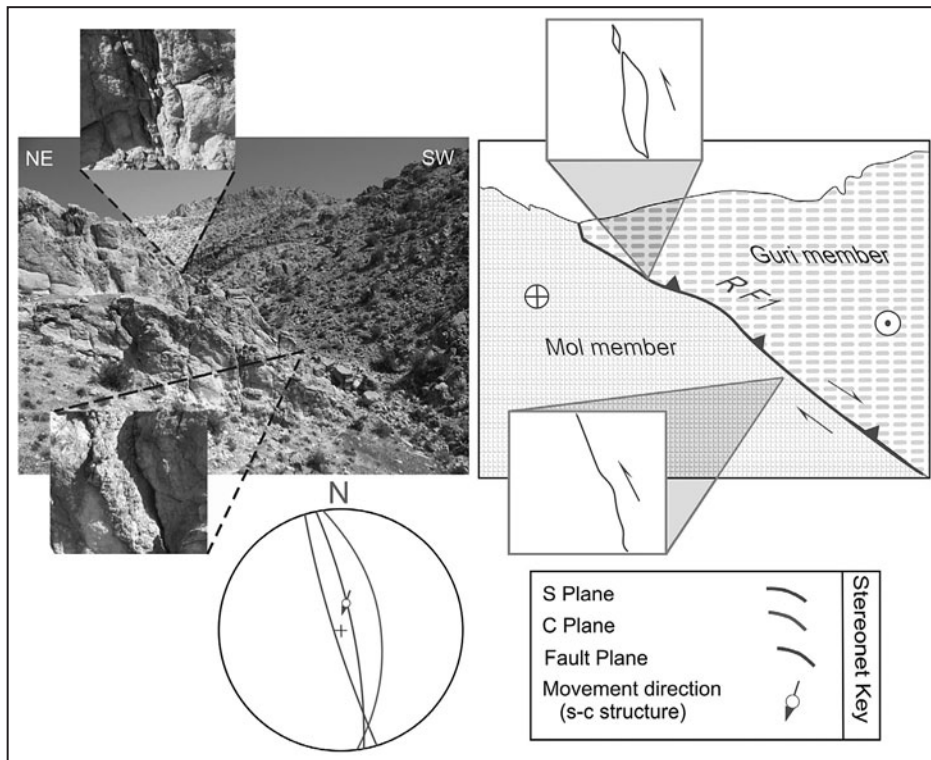 NE
SW
Guri member
RF1
Mol member
N
S Plane
C Plane
Fault Plane
Movement direction
(s-c structure)
Stereonet Key